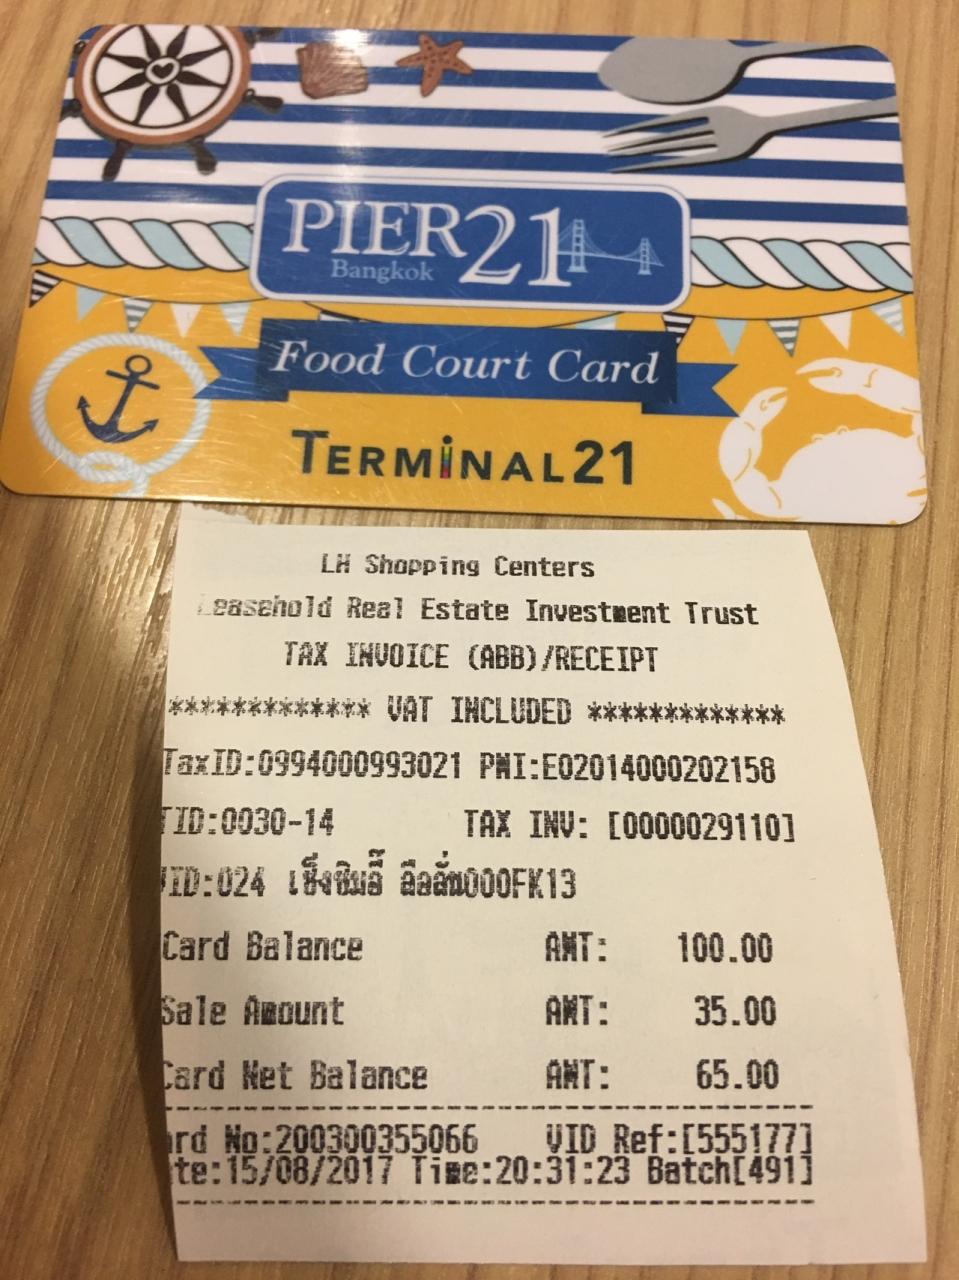 PIER21
Bangkok
Food Court Card
TERMINAL21
LH Shopping Centers
Leasehold Real Estate Investment Trust
TAX INVOICE (ABB)/RECEIPT
************* VAT INCLUDED *************
TaxID:0994000993021 PMI:E02014000202158
TID:0030-14 TAX INV: [0000029110]
VID:024 เซ็งซิมอี๊ ลือลั่น000FK13
Card Balance AMT: 100.00
Sale Amount AMT: 35.00
Card Net Balance AMT: 65.00
ard No:200300355066 VID Ref:[555177]
te:15/08/2017 Time:20:31:23 Batch[491]